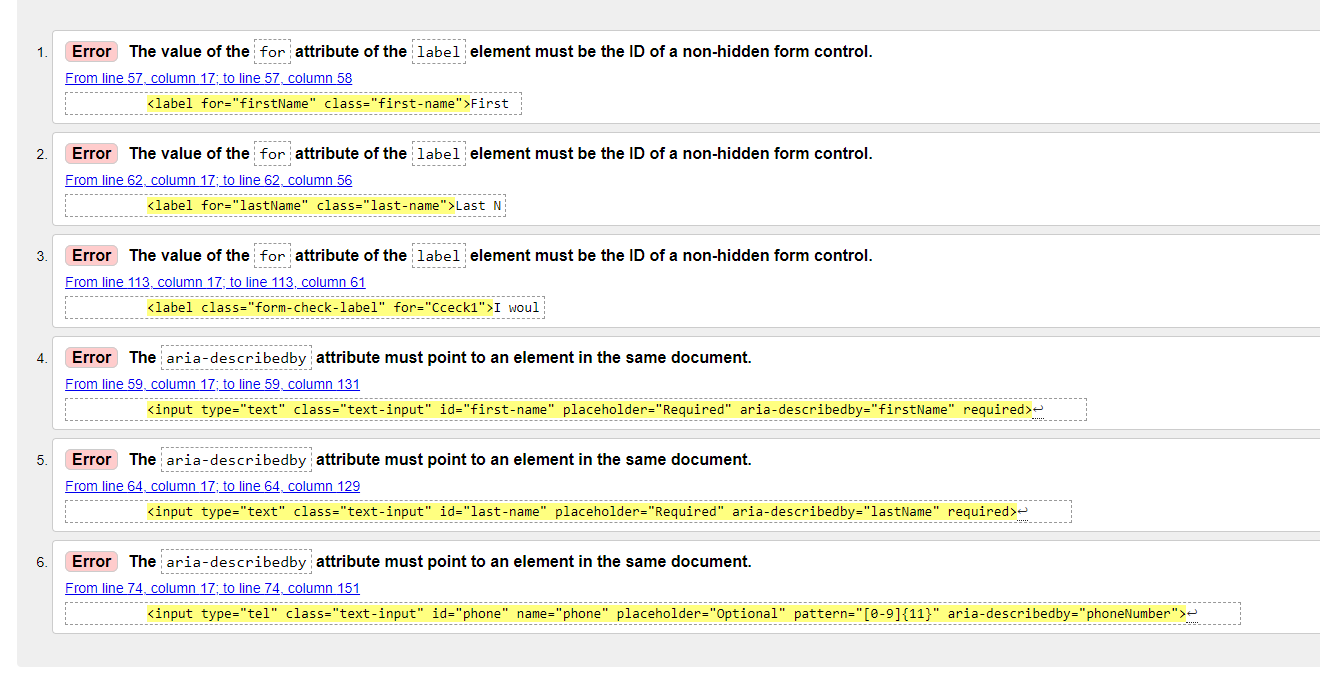 1. Error The value of the for attribute of the label element must be the ID of a non-hidden form control.
From line 57, column 17; to line 57, column 58
<label for="firstName" class="first-name">First
2. Error The value of the for attribute of the label element must be the ID of a non-hidden form control.
From line 62, column 17; to line 62, column 56
<label for="lastName" class="last-name">Last N
3. Error The value of the for attribute of the label element must be the ID of a non-hidden form control.
From line 113, column 17; to line 113, column 61
<label class="form-check-label" for="Cceck1">I woul
4. Error The aria-describedby attribute must point to an element in the same document.
From line 59, column 17; to line 59, column 131
<input type="text" class="text-input" id="first-name" placeholder="Required" aria-describedby="firstName" required>↩
5. Error The aria-describedby attribute must point to an element in the same document.
From line 64, column 17; to line 64, column 129
<input type="text" class="text-input" id="last-name" placeholder="Required" aria-describedby="lastName" required>↩
6. Error The aria-describedby attribute must point to an element in the same document.
From line 74, column 17; to line 74, column 151
<input type="tel" class="text-input" id="phone" name="phone" placeholder="Optional" pattern="[0-9]{11}" aria-describedby="phoneNumber">↩